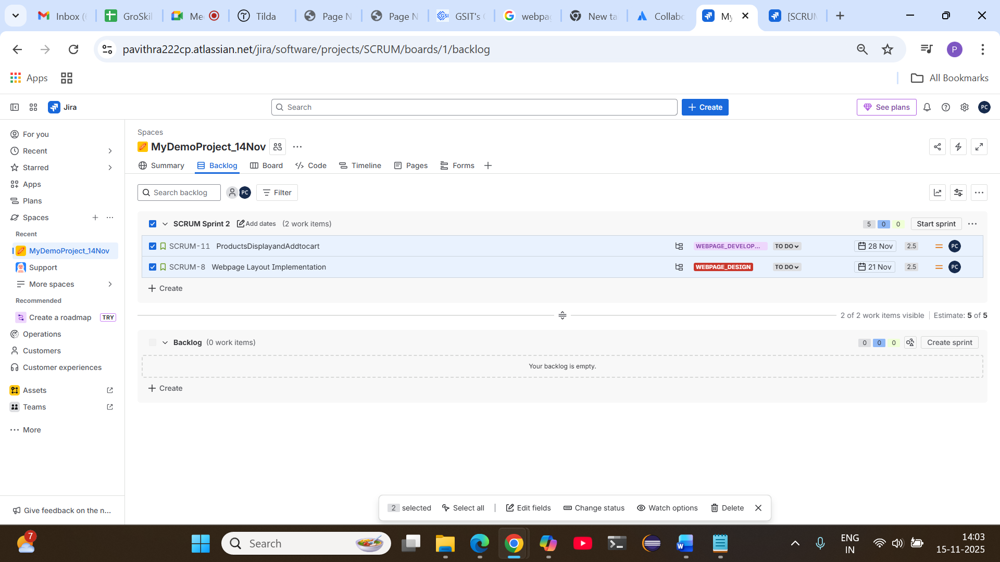 Inbox (
GroSkil
Me
Tilda
Page N
Page N
GSIT's
webpag
New ta
Collabo
My
[SCRUM
pavithra222cp.atlassian.net/jira/software/projects/SCRUM/boards/1/backlog
P
Apps
All Bookmarks
Jira
Search
Create
See plans
PC
For you
Recent
Starred
Apps
Plans
Spaces
Recent
MyDemoProject_14Nov
Support
More spaces
Recommended
Create a roadmap TRY
Operations
Customers
Customer experiences
Assets
Teams
More
Give feedback on the n...
Spaces
MyDemoProject_14Nov
Summary Backlog Board Code Timeline Pages Forms
Search backlog PC Filter
SCRUM Sprint 2 Add dates (2 work items) 5 0 0 Start sprint
SCRUM-11 ProductsDisplayandAddtocart WEBPAGE_DEVELOP... TO DO 28 Nov 2.5 PC
SCRUM-8 Webpage Layout Implementation WEBPAGE_DESIGN TO DO 21 Nov 2.5 PC
Create
2 of 2 work items visible Estimate: 5 of 5
Backlog (0 work items) 0 0 0 Create sprint
Your backlog is empty.
Create
2 selected Select all Edit fields Change status Watch options Delete
7
Search
ENG
IN
14:03
15-11-2025